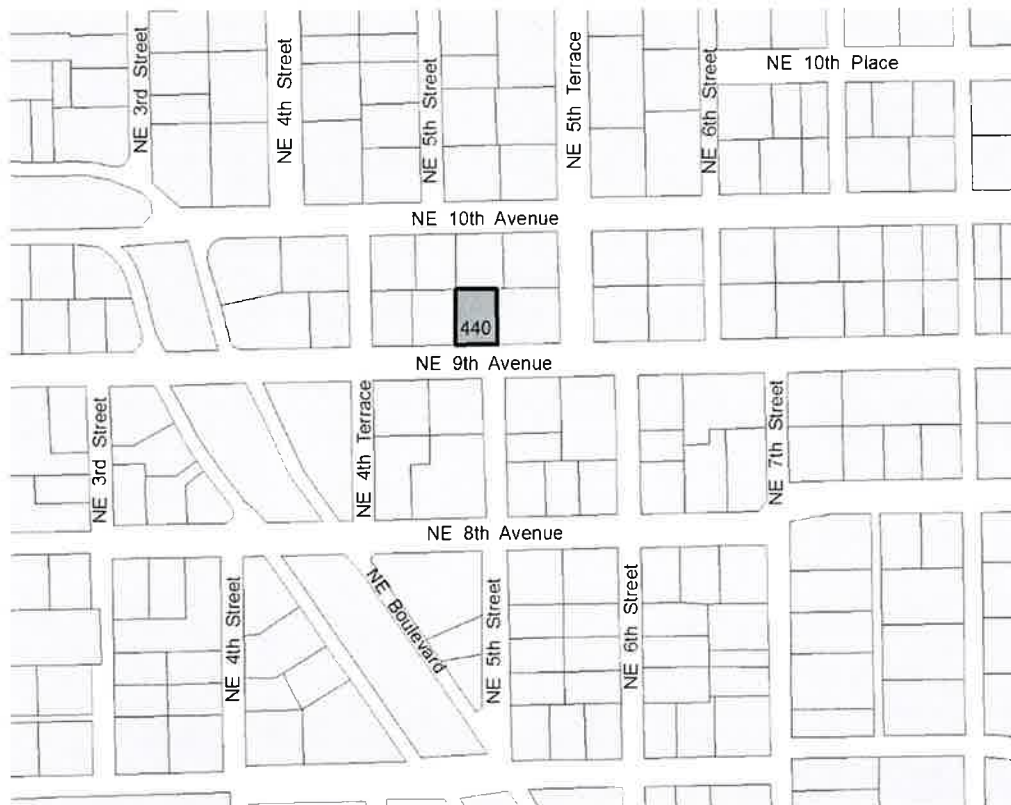 NE 3rd Street
NE 4th Street
NE 5th Street
NE 5th Terrace
NE 6th Street
NE 10th Place
NE 10th Avenue
440
NE 9th Avenue
NE 3rd Street
NE 4th Terrace
NE 7th Street
NE 8th Avenue
NE 4th Street
NE Boulevard
NE 5th Street
NE 6th Street